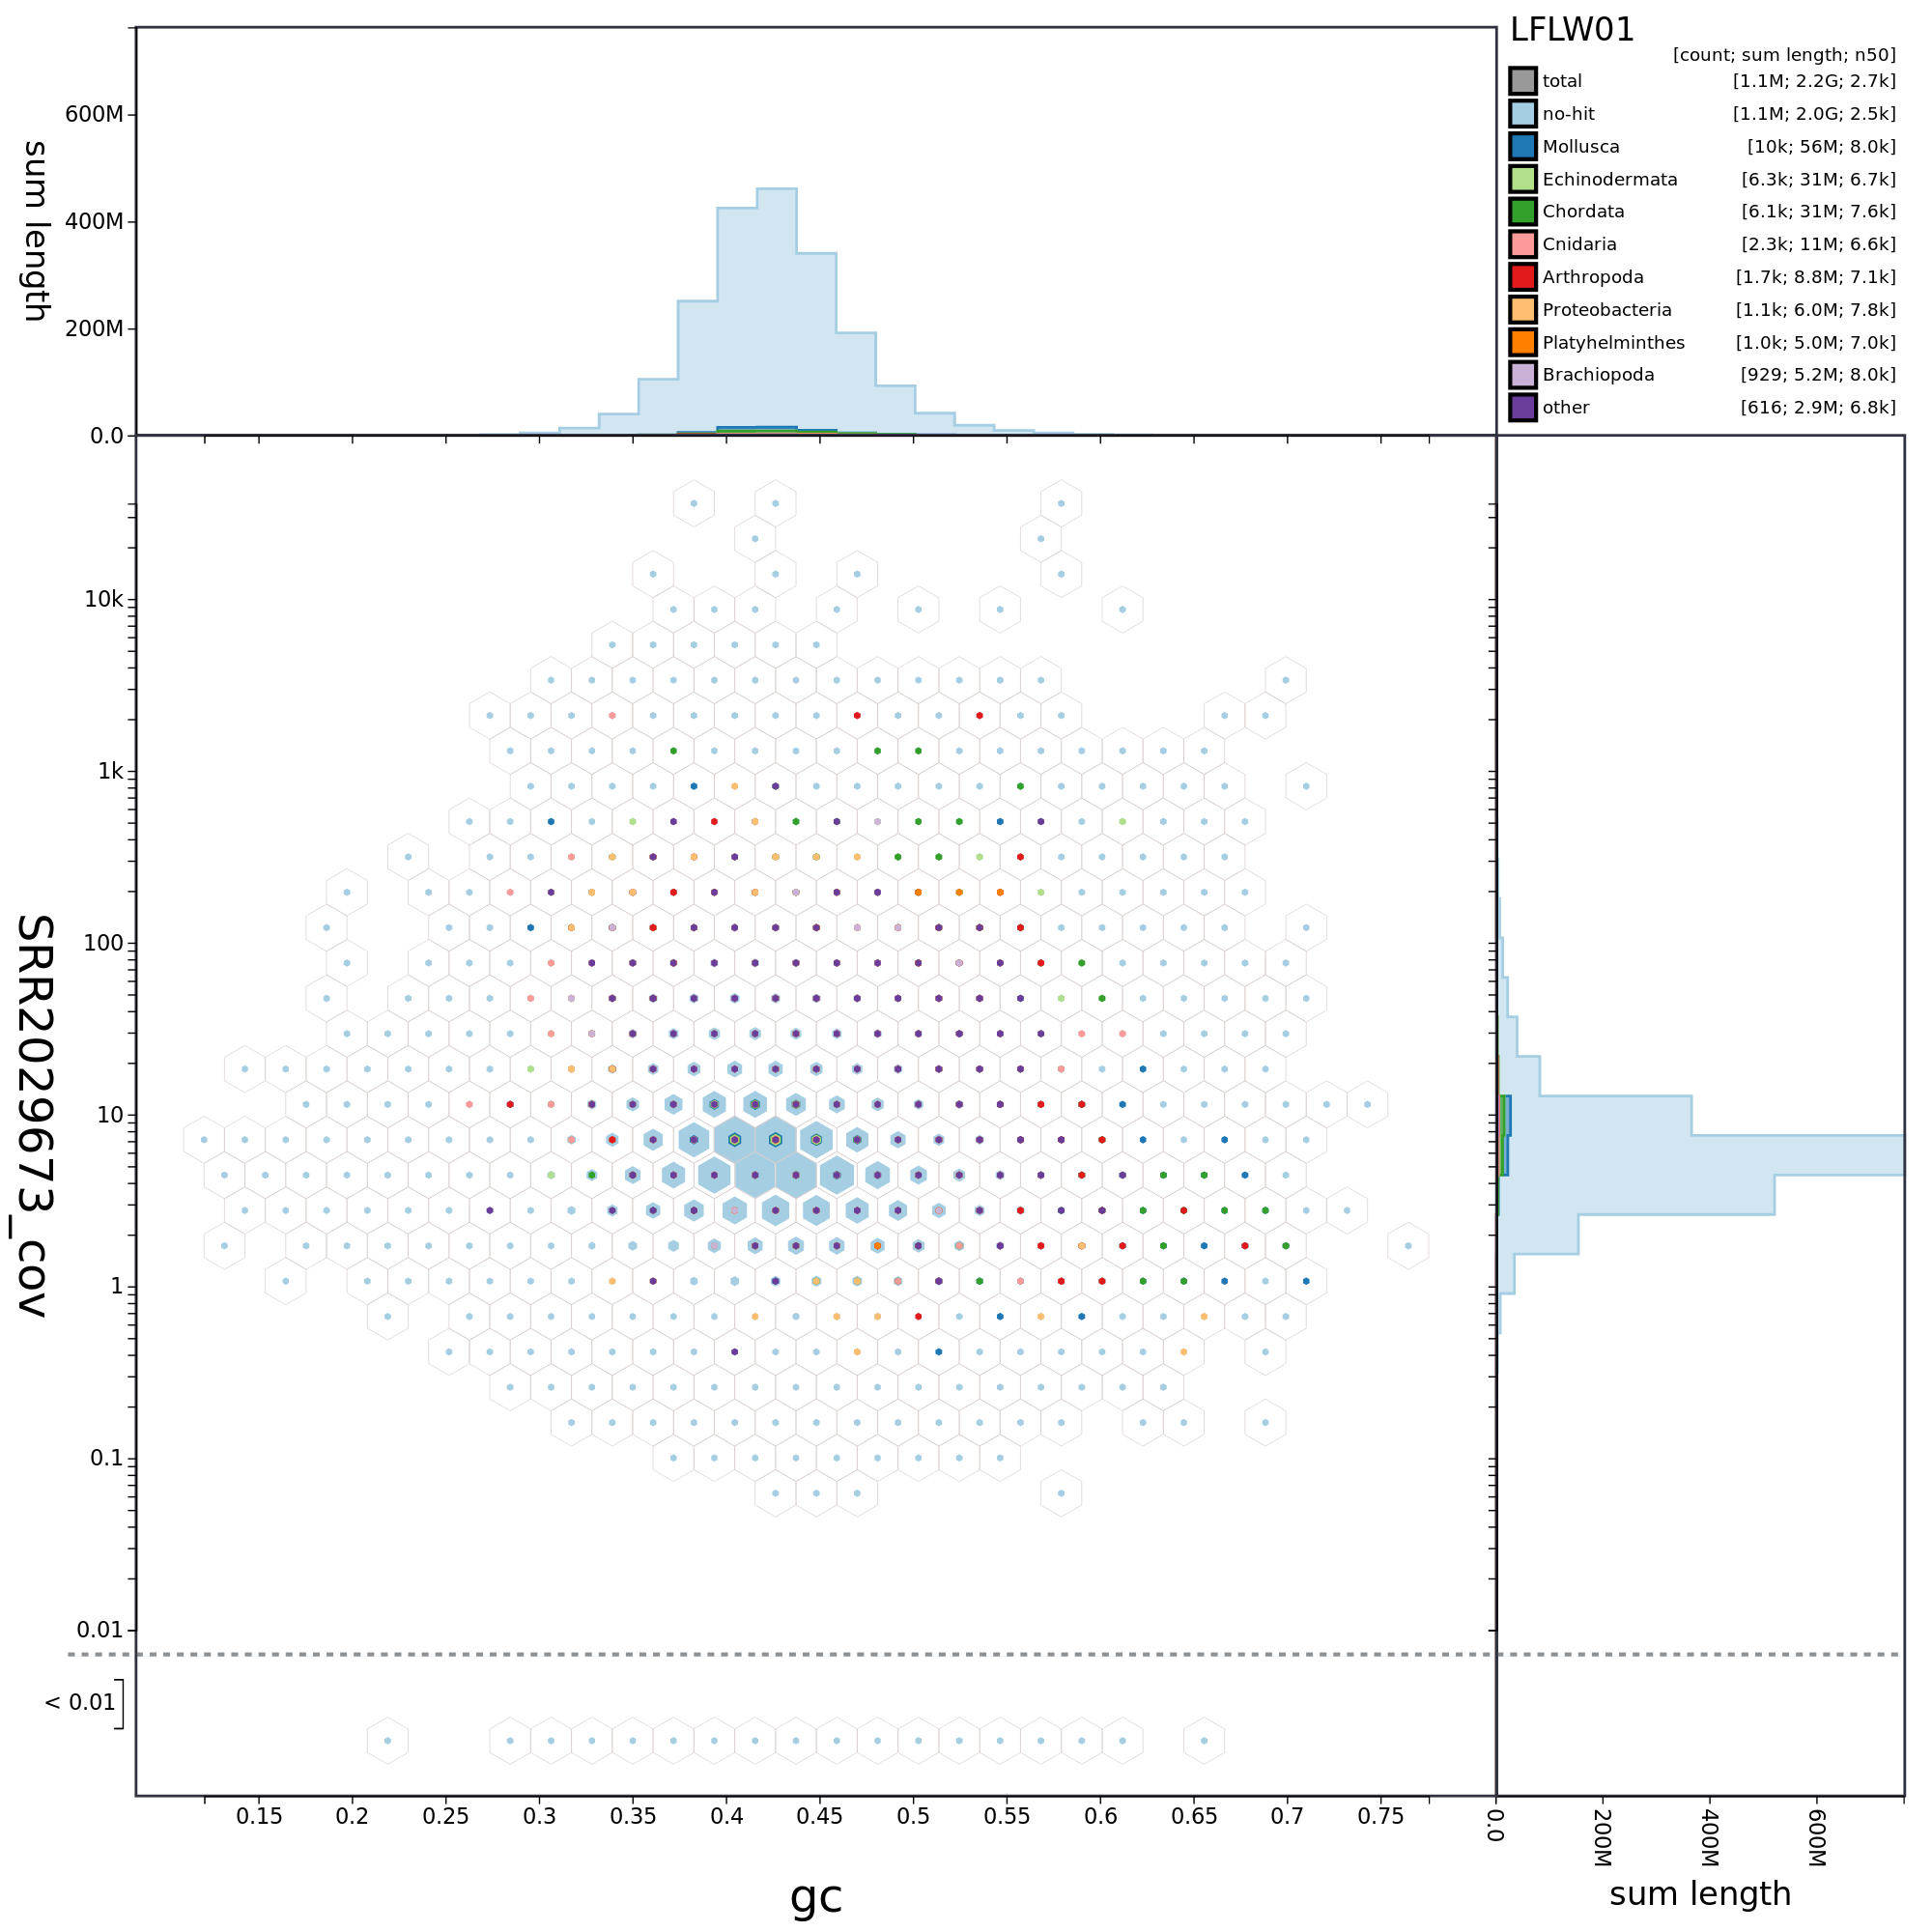 LFLW01
[count; sum length; n50]
total [1.1M; 2.2G; 2.7k]
no-hit [1.1M; 2.0G; 2.5k]
Mollusca [10k; 56M; 8.0k]
Echinodermata [6.3k; 31M; 6.7k]
Chordata [6.1k; 31M; 7.6k]
Cnidaria [2.3k; 11M; 6.6k]
Arthropoda [1.7k; 8.8M; 7.1k]
Proteobacteria [1.1k; 6.0M; 7.8k]
Platyhelminthes [1.0k; 5.0M; 7.0k]
Brachiopoda [929; 5.2M; 8.0k]
other [616; 2.9M; 6.8k]
sum length
600M
400M
200M
0.0
SRR2029673_cov
10k
1k
100
10
1
0.1
0.01
< 0.01
0.15 0.2 0.25 0.3 0.35 0.4 0.45 0.5 0.55 0.6 0.65 0.7 0.75
gc
0.0 200M 400M 600M
sum length